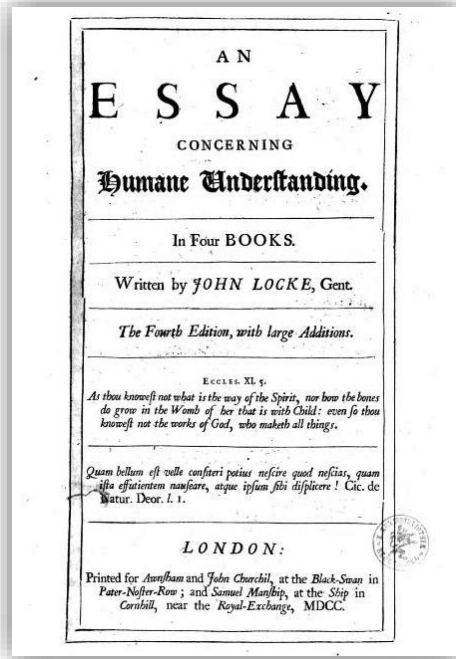 AN
ESSAY
CONCERNING
Humane Underſtanding.
In Four BOOKS.
Written by JOHN LOCKE, Gent.
The Fourth Edition, with large Additions.
ECCLES. XI. 5.
As thou knoweſt not what is the way of the Spirit, nor how the bones
do grow in the Womb of her that is with Child: even ſo thou
knoweſt not the works of God, who maketh all things.
Quam bellum eſt velle confiteri potius neſcire quod neſcias, quam
iſta effutientem nauſeare, atque ipſum ſibi diſplicere! Cic. de
Natur. Deor. l. 1.
LONDON:
Printed for Awnſham and John Churchil, at the Black-Swan in
Pater-Noſter-Row; and Samuel Manſhip, at the Ship in
Cornhill, near the Royal-Exchange, MDCC.